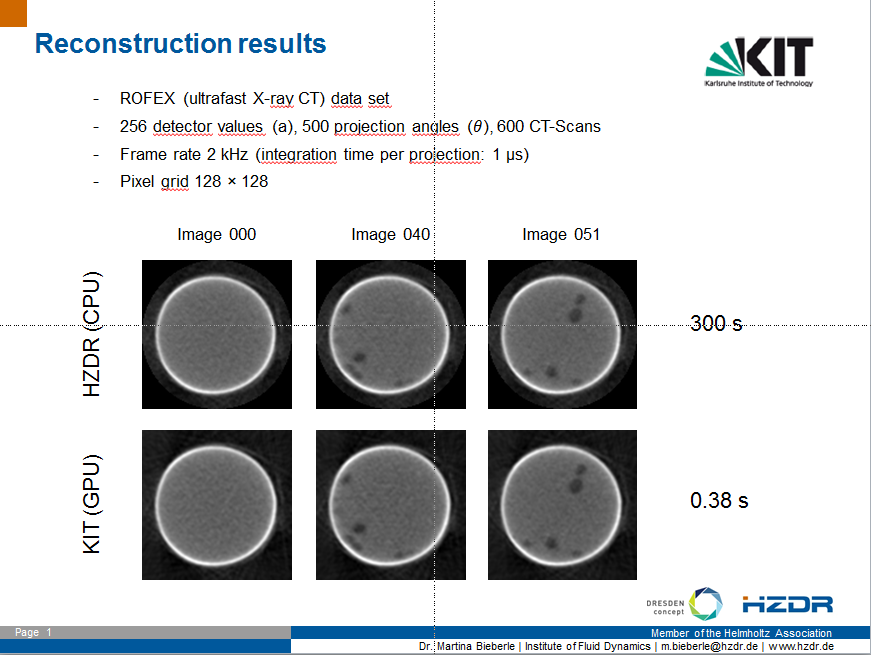 Reconstruction results
KIT
Karlsruhe Institute of Technology
- ROFEX (ultrafast X-ray CT) data set
- 256 detector values (a), 500 projection angles (θ), 600 CT-Scans
- Frame rate 2 kHz (integration time per projection: 1 µs)
- Pixel grid 128 × 128
Image 000 Image 040 Image 051
HZDR (CPU)
300 s
KIT (GPU)
0.38 s
DRESDEN
concept
HZDR
Page 1
Member of the Helmholtz Association
Dr. Martina Bieberle | Institute of Fluid Dynamics | m.bieberle@hzdr.de | www.hzdr.de